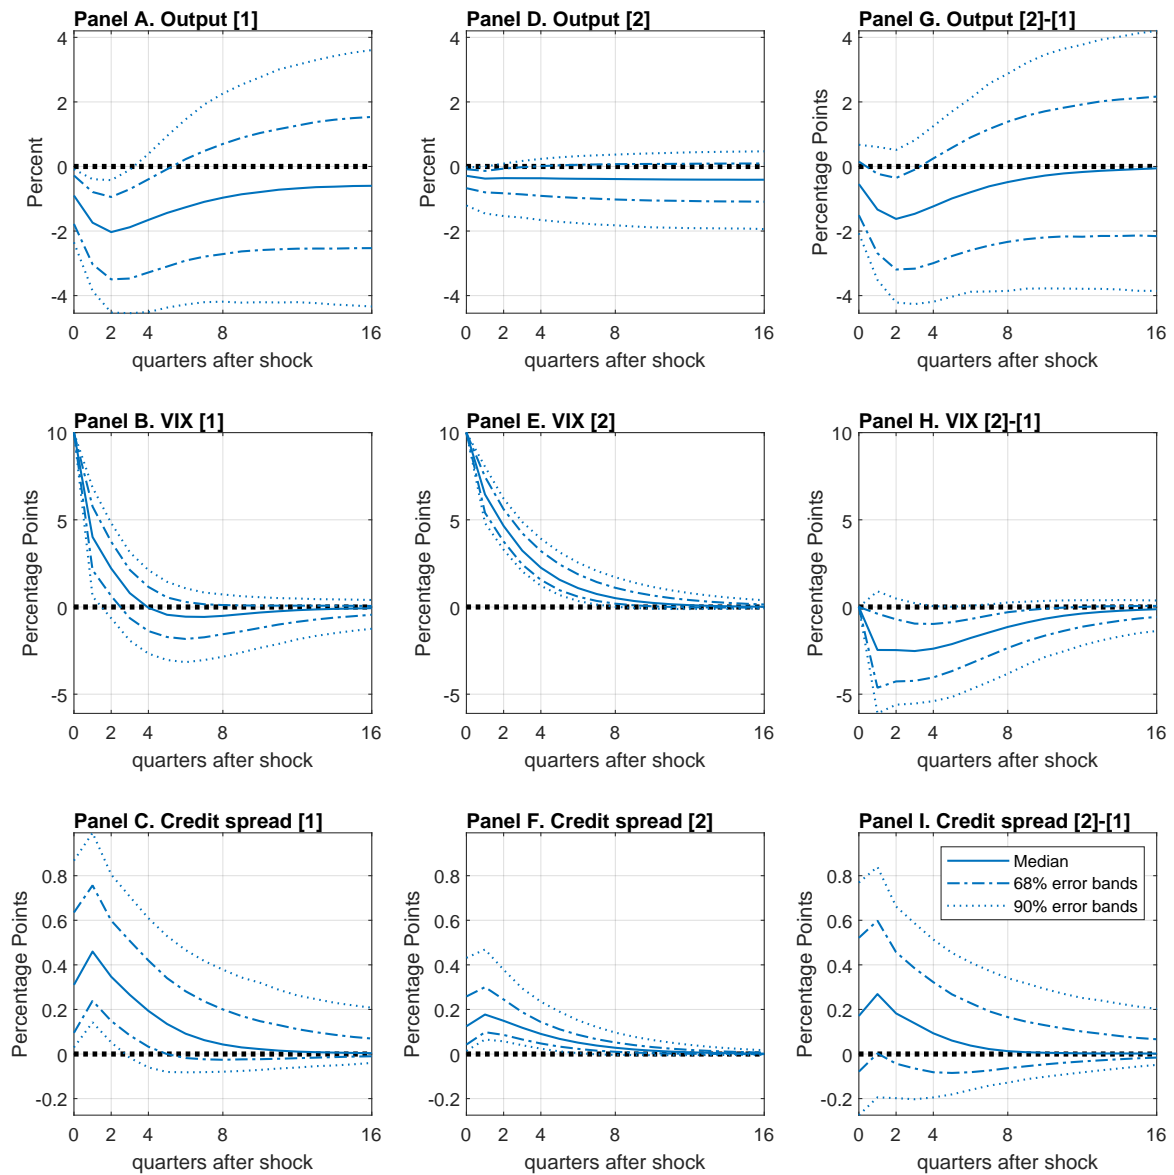 Panel A. Output [1]
4
2
0
-2
-4
Percent
0 2 4 8 16
quarters after shock
Panel D. Output [2]
4
2
0
-2
-4
Percent
0 2 4 8 16
quarters after shock
Panel G. Output [2]-[1]
4
2
0
-2
-4
Percentage Points
0 2 4 8 16
quarters after shock
Panel B. VIX [1]
10
5
0
-5
Percentage Points
0 2 4 8 16
quarters after shock
Panel E. VIX [2]
10
5
0
-5
Percentage Points
0 2 4 8 16
quarters after shock
Panel H. VIX [2]-[1]
10
5
0
-5
Percentage Points
0 2 4 8 16
quarters after shock
Panel C. Credit spread [1]
0.8
0.6
0.4
0.2
0
-0.2
Percentage Points
0 2 4 8 16
quarters after shock
Panel F. Credit spread [2]
0.8
0.6
0.4
0.2
0
-0.2
Percentage Points
0 2 4 8 16
quarters after shock
Panel I. Credit spread [2]-[1]
Median
68% error bands
90% error bands
0.8
0.6
0.4
0.2
0
-0.2
Percentage Points
0 2 4 8 16
quarters after shock